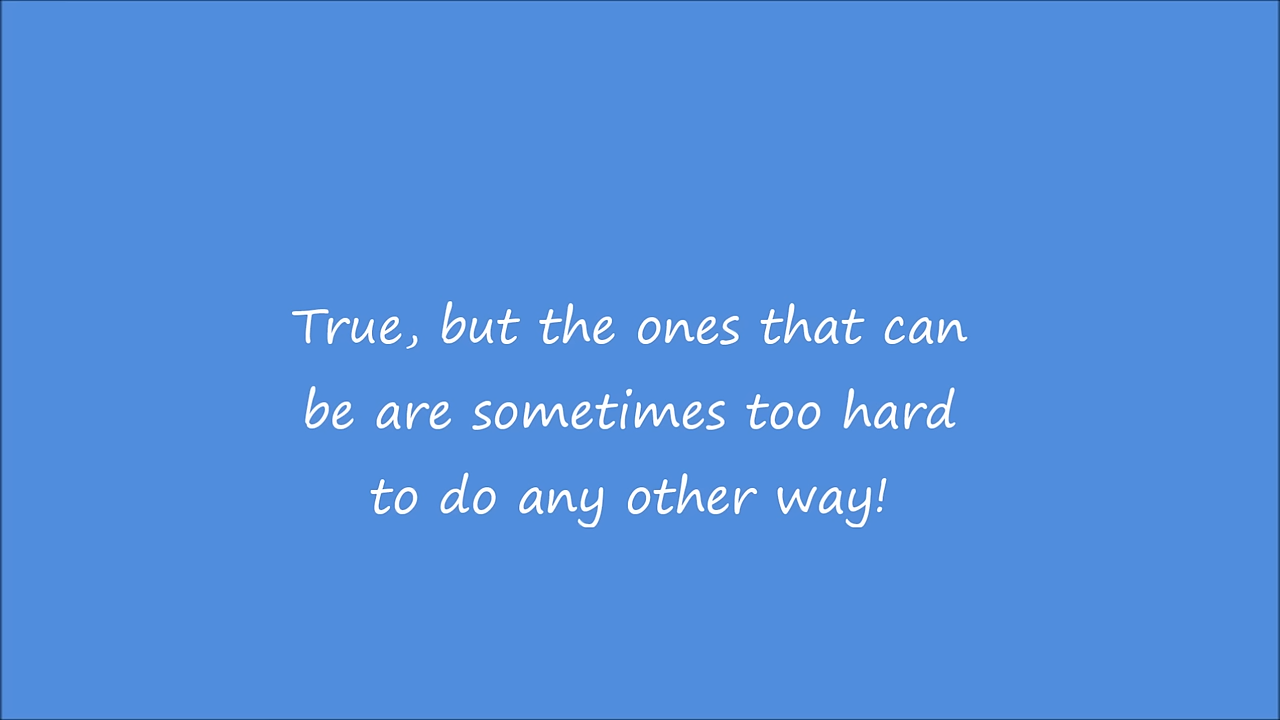 True, but the ones that can
be are sometimes too hard
to do any other way!